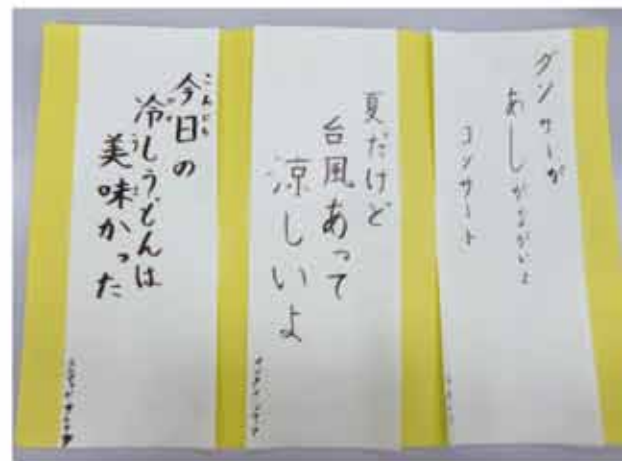 ダンサーが
あしがながいよ
コンサート
夏だけど
台風あって
涼しいよ
今日の
冷しうどんは
美味かった